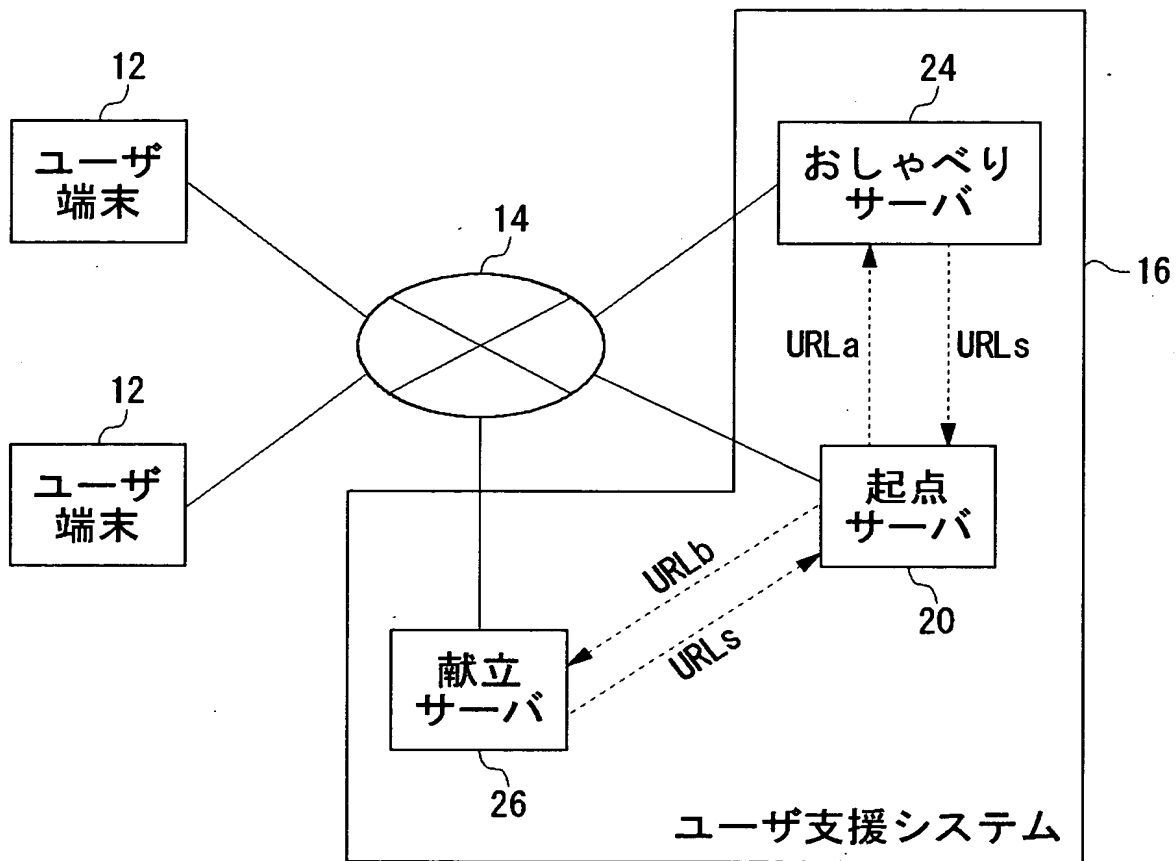 12
ユーザ
端末
24
おしゃべり
サーバ
14
16
URLa
URLs
12
ユーザ
端末
起点
サーバ
20
URLb
URLs
献立
サーバ
26
ユーザ支援システム